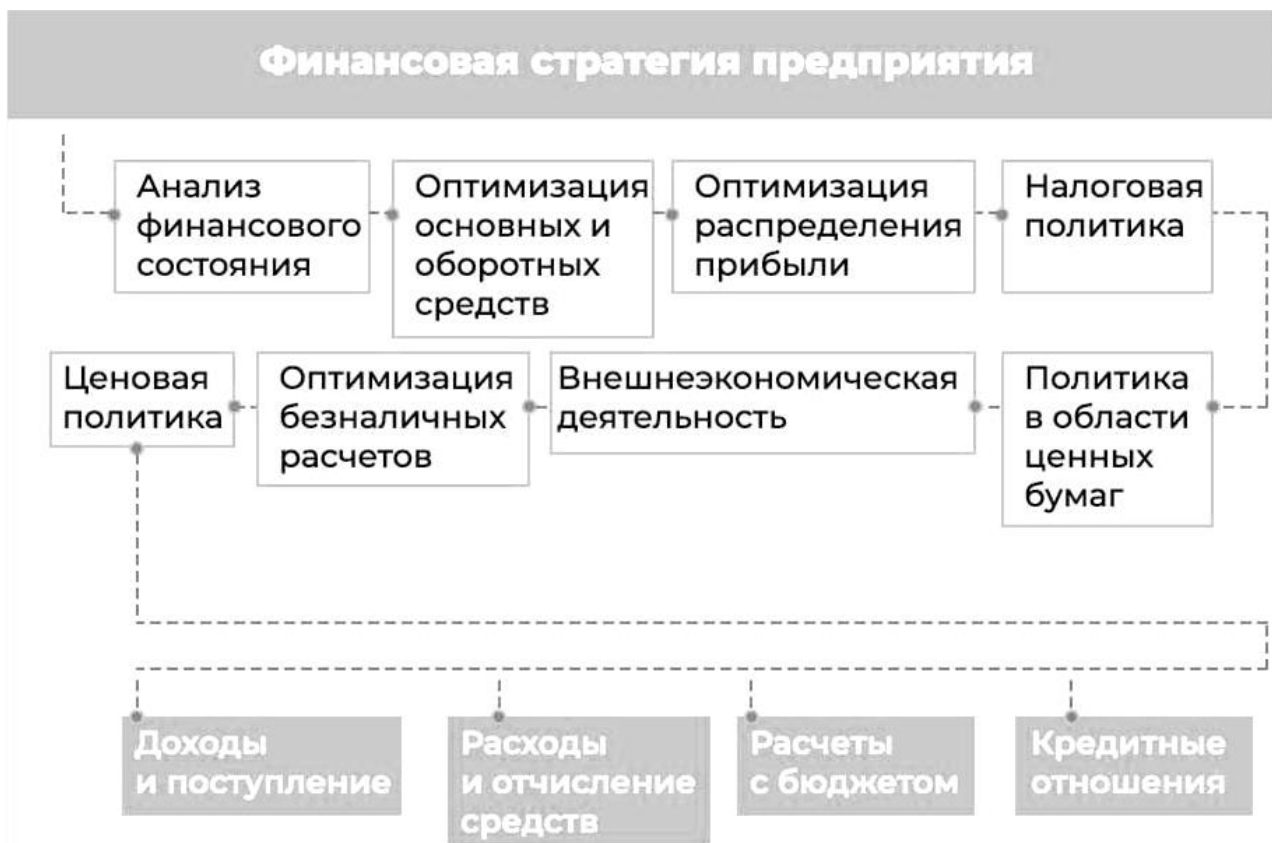 Финансовая стратегия предприятия
Анализ
финансового
состояния
Оптимизация
основных и
оборотных
средств
Оптимизация
распределения
прибыли
Налоговая
политика
Ценовая
политика
Оптимизация
безналичных
расчетов
Внешнеэкономическая
деятельность
Политика
в области
ценных
бумаг
Доходы
и поступление
Расходы
и отчисление
средств
Расчеты
с бюджетом
Кредитные
отношения